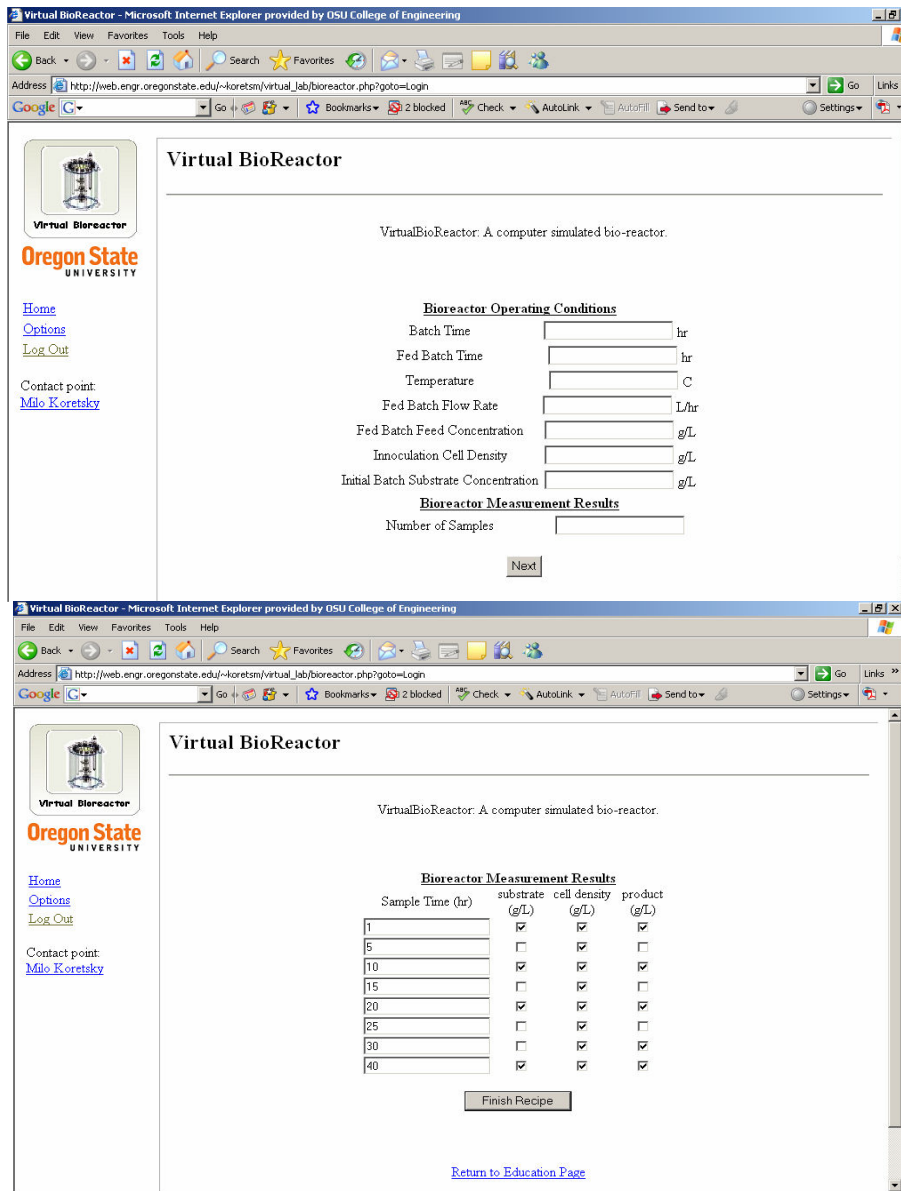 Virtual BioReactor - Microsoft Internet Explorer provided by OSU College of Engineering
File Edit View Favorites Tools Help
Back Search Favorites
Address http://web.engr.oregonstate.edu/~koretsm/virtual_lab/bioreactor.php?goto=Login Go Links
Google G Go Bookmarks 2 blocked ABC Check AutoLink AutoFill Send to Settings
Virtual BioReactor
Virtual Bioreactor
Oregon State
UNIVERSITY
VirtualBioReactor: A computer simulated bio-reactor.
Home
Options
Log Out
Contact point:
Milo Koretsky
Bioreactor Operating Conditions
Batch Time hr
Fed Batch Time hr
Temperature C
Fed Batch Flow Rate L/hr
Fed Batch Feed Concentration g/L
Innoculation Cell Density g/L
Initial Batch Substrate Concentration g/L
Bioreactor Measurement Results
Number of Samples
Next
Virtual BioReactor - Microsoft Internet Explorer provided by OSU College of Engineering
File Edit View Favorites Tools Help
Back Search Favorites
Address http://web.engr.oregonstate.edu/~koretsm/virtual_lab/bioreactor.php?goto=Login Go Links »
Google G Go Bookmarks 2 blocked ABC Check AutoLink AutoFill Send to Settings
Virtual BioReactor
Virtual Bioreactor
Oregon State
UNIVERSITY
VirtualBioReactor: A computer simulated bio-reactor.
Home
Options
Log Out
Contact point:
Milo Koretsky
Bioreactor Measurement Results
Sample Time (hr) substrate (g/L) cell density (g/L) product (g/L)
1
5
10
15
20
25
30
40
Finish Recipe
Return to Education Page